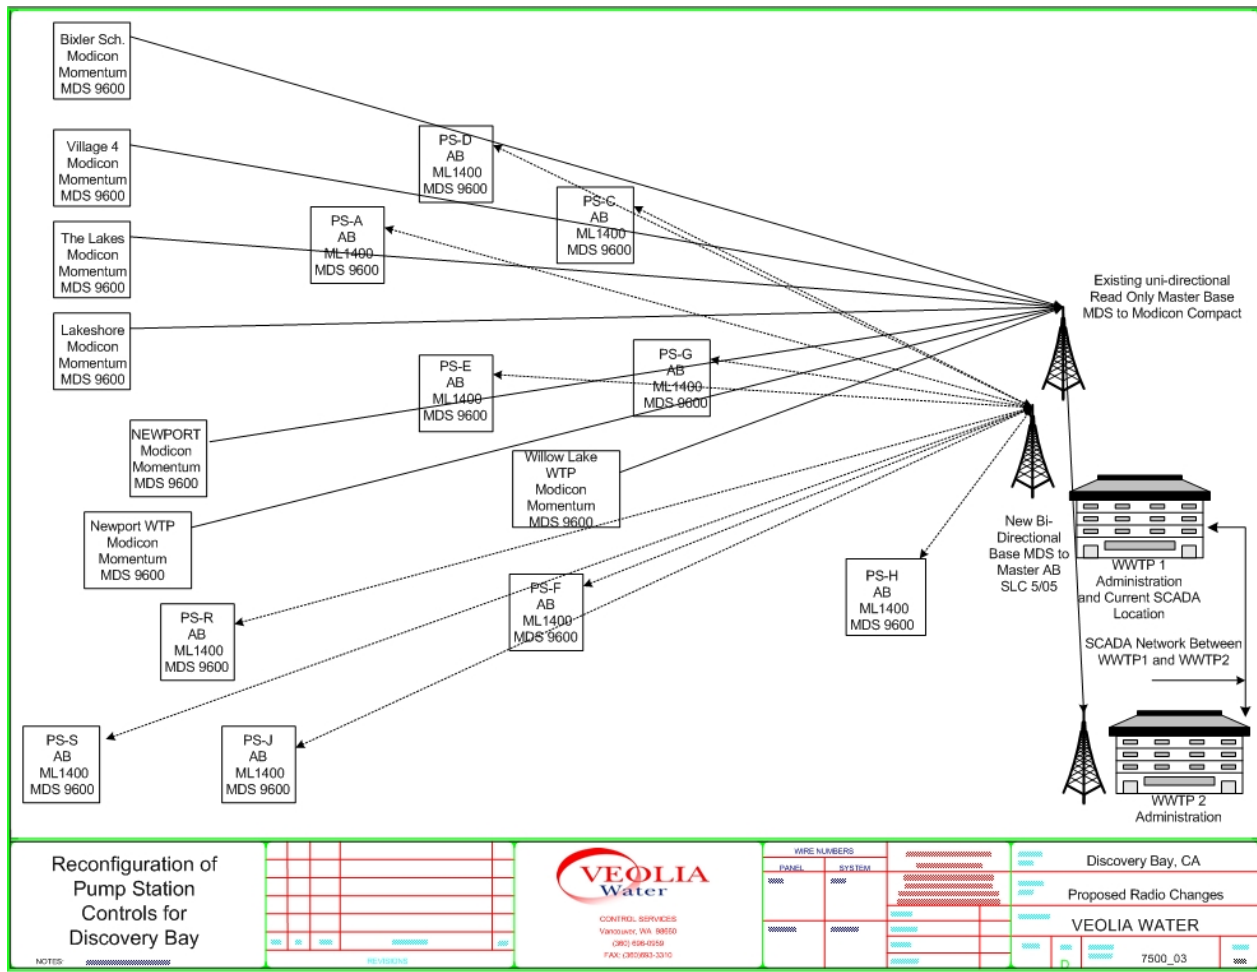 Bixler Sch.
Modicon
Momentum
MDS 9600
Village 4
Modicon
Momentum
MDS 9600
The Lakes
Modicon
Momentum
MDS 9600
Lakeshore
Modicon
Momentum
MDS 9600
PS-D
AB
ML1400
MDS 9600
PS-C
AB
ML1400
MDS 9600
PS-A
AB
ML1400
MDS 9600
Existing uni-directional
Read Only Master Base
MDS to Modicon Compact
PS-E
AB
ML1400
MDS 9600
PS-G
AB
ML1400
MDS 9600
NEWPORT
Modicon
Momentum
MDS 9600
Willow Lake
WTP
Modicon
Momentum
MDS 9600
Newport WTP
Modicon
Momentum
MDS 9600
New Bi-
Directional
Base MDS to
Master AB
SLC 5/05
WWTP 1
Administration
and Current SCADA
Location
PS-R
AB
ML1400
MDS 9600
PS-F
AB
ML1400
MDS 9600
PS-H
AB
ML1400
MDS 9600
SCADA Network Between
WWTP1 and WWTP2
PS-S
AB
ML1400
MDS 9600
PS-J
AB
ML1400
MDS 9600
WWTP 2
Administration
Reconfiguration of
Pump Station
Controls for
Discovery Bay
NOTES:
REVISIONS
VEOLIA
Water
CONTROL SERVICES
Vancouver, WA
(360)
FAX: (360)693-3310
WIRE NUMBERS
PANEL SYSTEM
Discovery Bay, CA
Proposed Radio Changes
VEOLIA WATER
D
7500_03